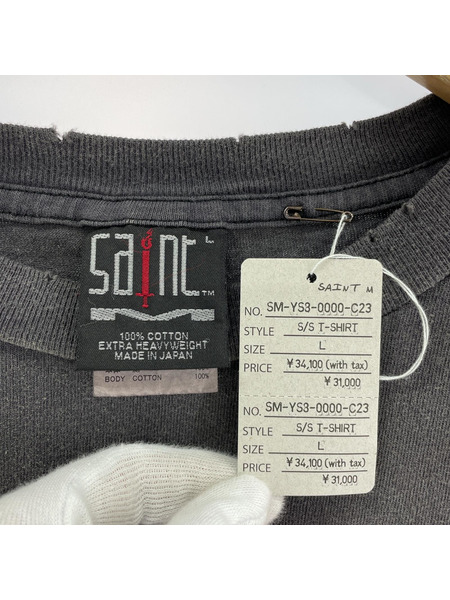 saint L
TM
100% COTTON
EXTRA HEAVYWEIGHT
MADE IN JAPAN
BODY COTTON 100%
SAINT M
NO. SM-YS3-0000-C23
STYLE S/S T-SHIRT
SIZE L
PRICE ¥34,100 (with tax)
¥31,000
NO. SM-YS3-0000-C23
STYLE S/S T-SHIRT
SIZE L
PRICE ¥34,100 (with tax)
¥31,000